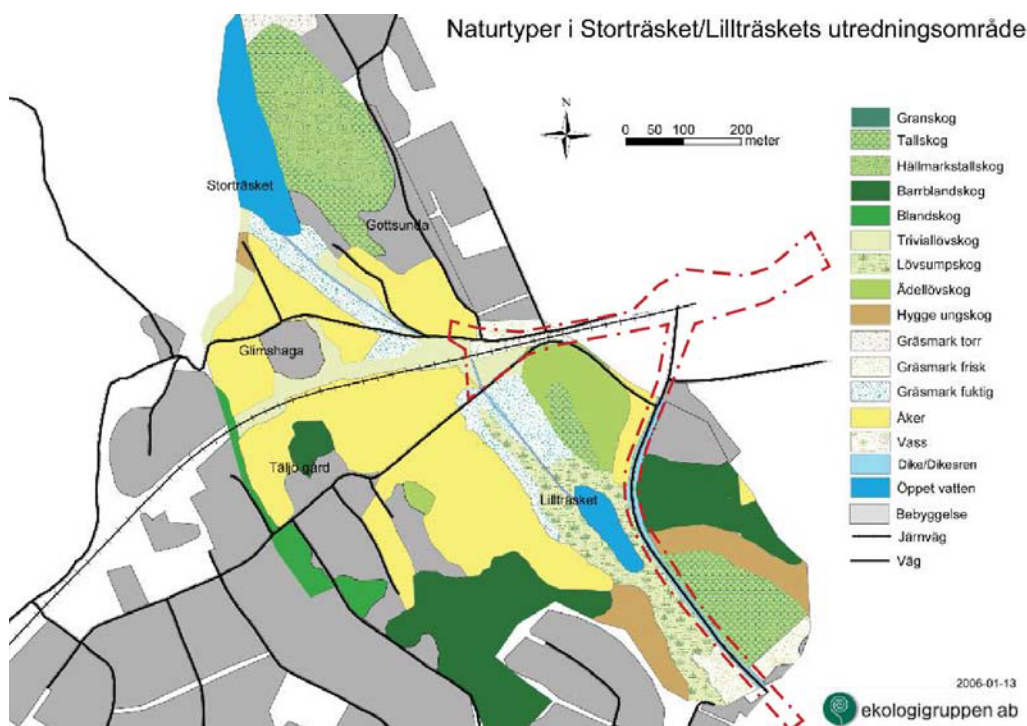 Naturtyper i Storträsket/Lillträskets utredningsområde
N
0 50 100 200
meter
Storträsket
Gottsunda
Glimshaga
Täljö gård
Lillträsket
Granskog
Tallskog
Hällmarkstallskog
Barrblandskog
Blandskog
Triviallövskog
Lövsumpskog
Ädellövskog
Hygge ungskog
Gräsmark torr
Gräsmark frisk
Gräsmark fuktig
Åker
Vass
Dike/Dikesren
Öppet vatten
Bebyggelse
Järnväg
Väg
2006-01-13
ekologigruppen ab